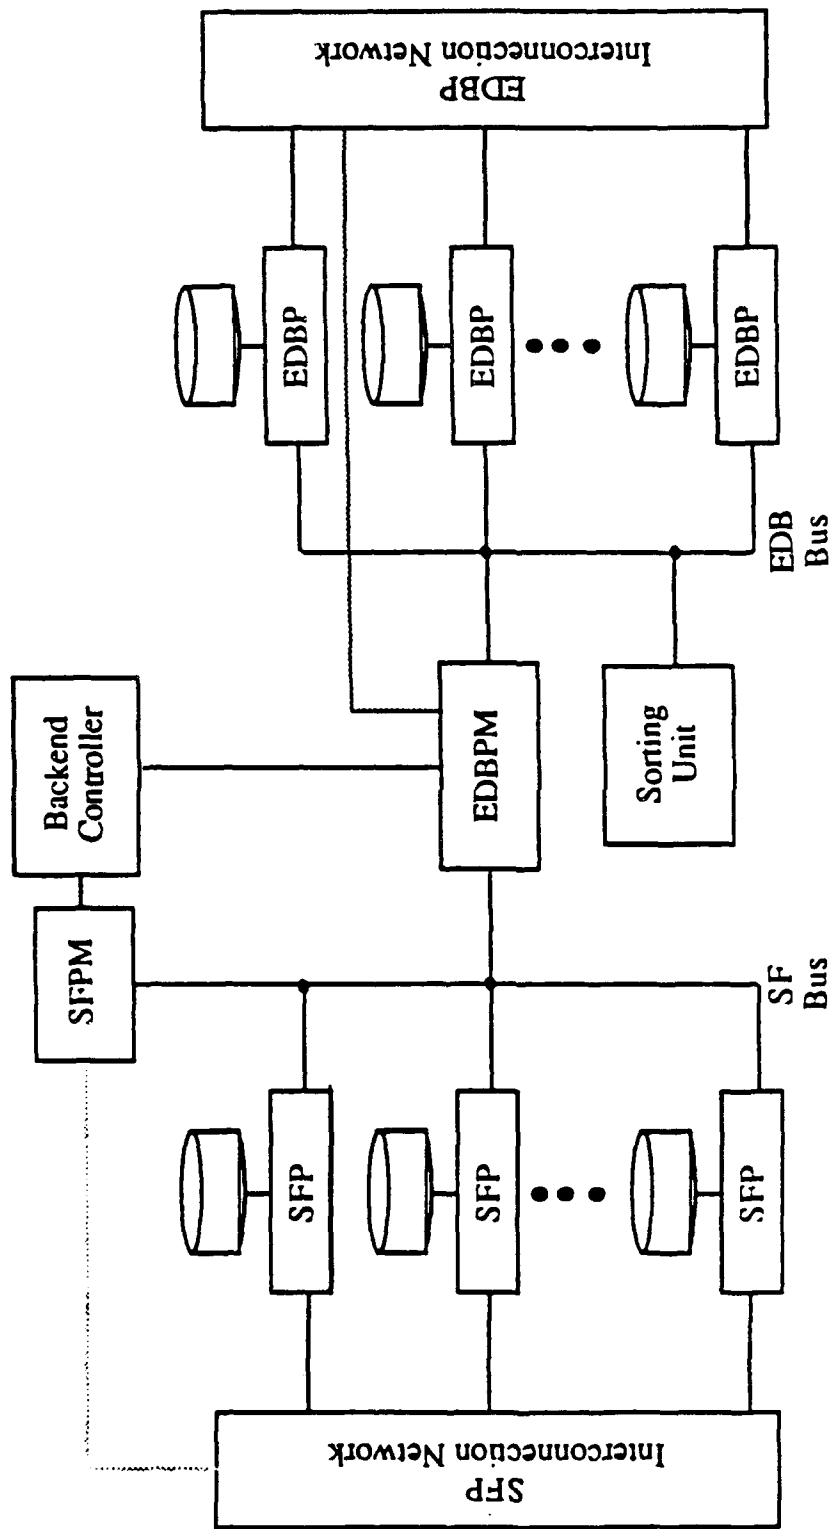 SFPM
Backend
Controller
SFP
EDBP
SFP
Interconnection Network
SFP
EDBPM
EDBP
EDBP
Interconnection Network
Sorting
Unit
SFP
EDBP
SF
Bus
EDB
Bus